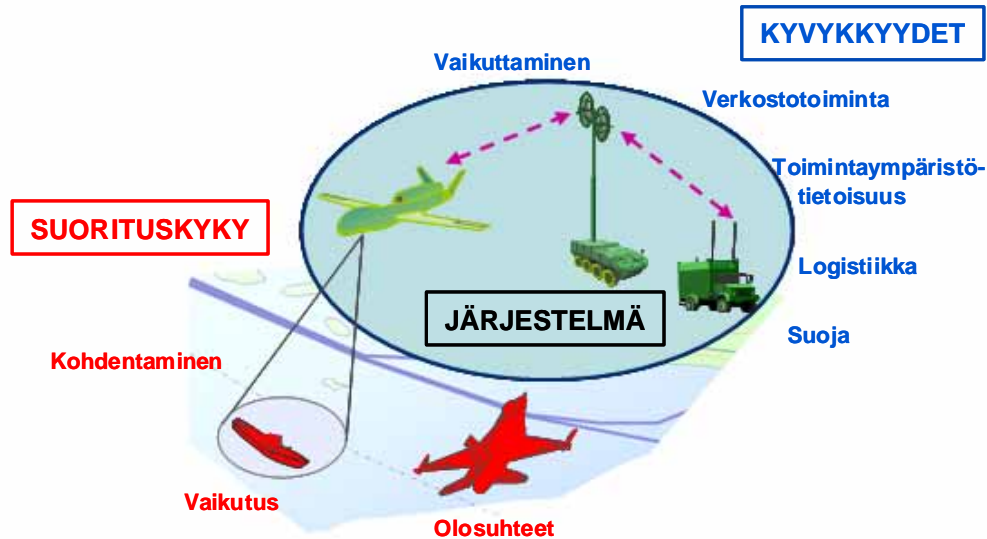 KYVYKKYYDET
Vaikuttaminen
Verkostotoiminta
Toimintaympäristö-
tietoisuus
SUORITUSKYKY
Logistiikka
JÄRJESTELMÄ
Suoja
Kohdentaminen
Vaikutus
Olosuhteet